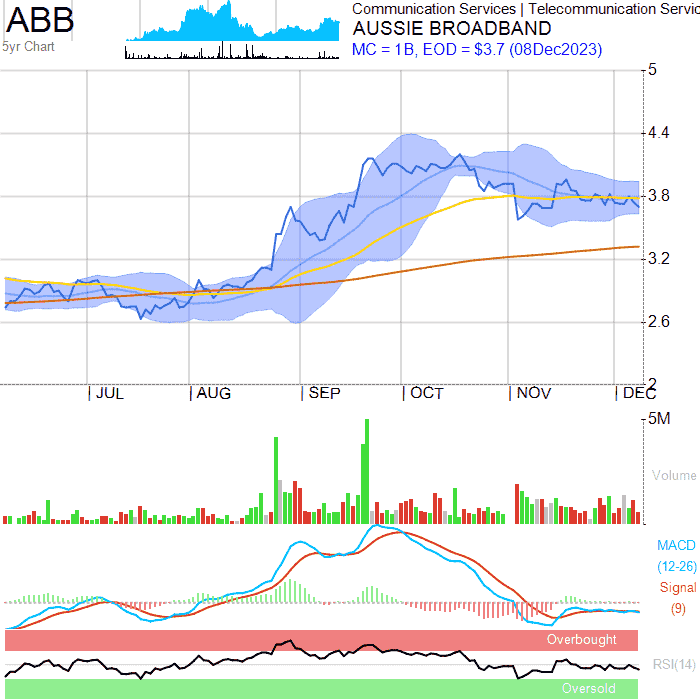 ABB
5yr Chart
Communication Services | Telecommunication Servic
AUSSIE BROADBAND
MC = 1B, EOD = $3.7 (08Dec2023)
5
4.4
3.8
3.2
2.6
2
JUL AUG SEP OCT NOV DEC
5M
Volume
MACD
(12-26)
Signal
(9)
Overbought
RSI(14)
Oversold